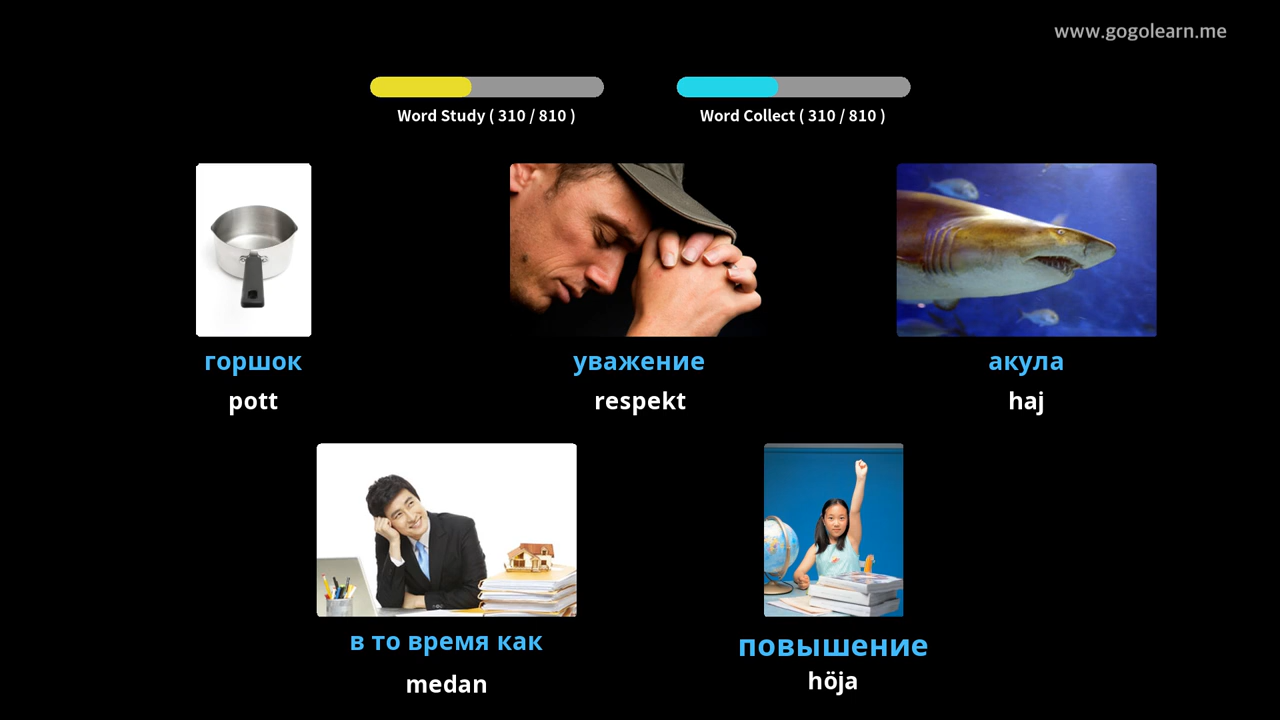 www.gogolearn.me
Word Study ( 310 / 810 )
Word Collect ( 310 / 810 )
горшок
pott
уважение
respekt
акула
haj
в то время как
medan
повышение
höja